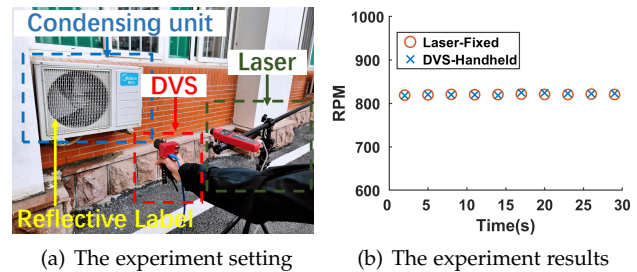 Condensing unit
Laser
DVS
Midea
Reflective Label
(a) The experiment setting
1000
900
800
700
600
RPM
Laser-Fixed
DVS-Handheld
0 5 10 15 20 25 30
Time(s)
(b) The experiment results